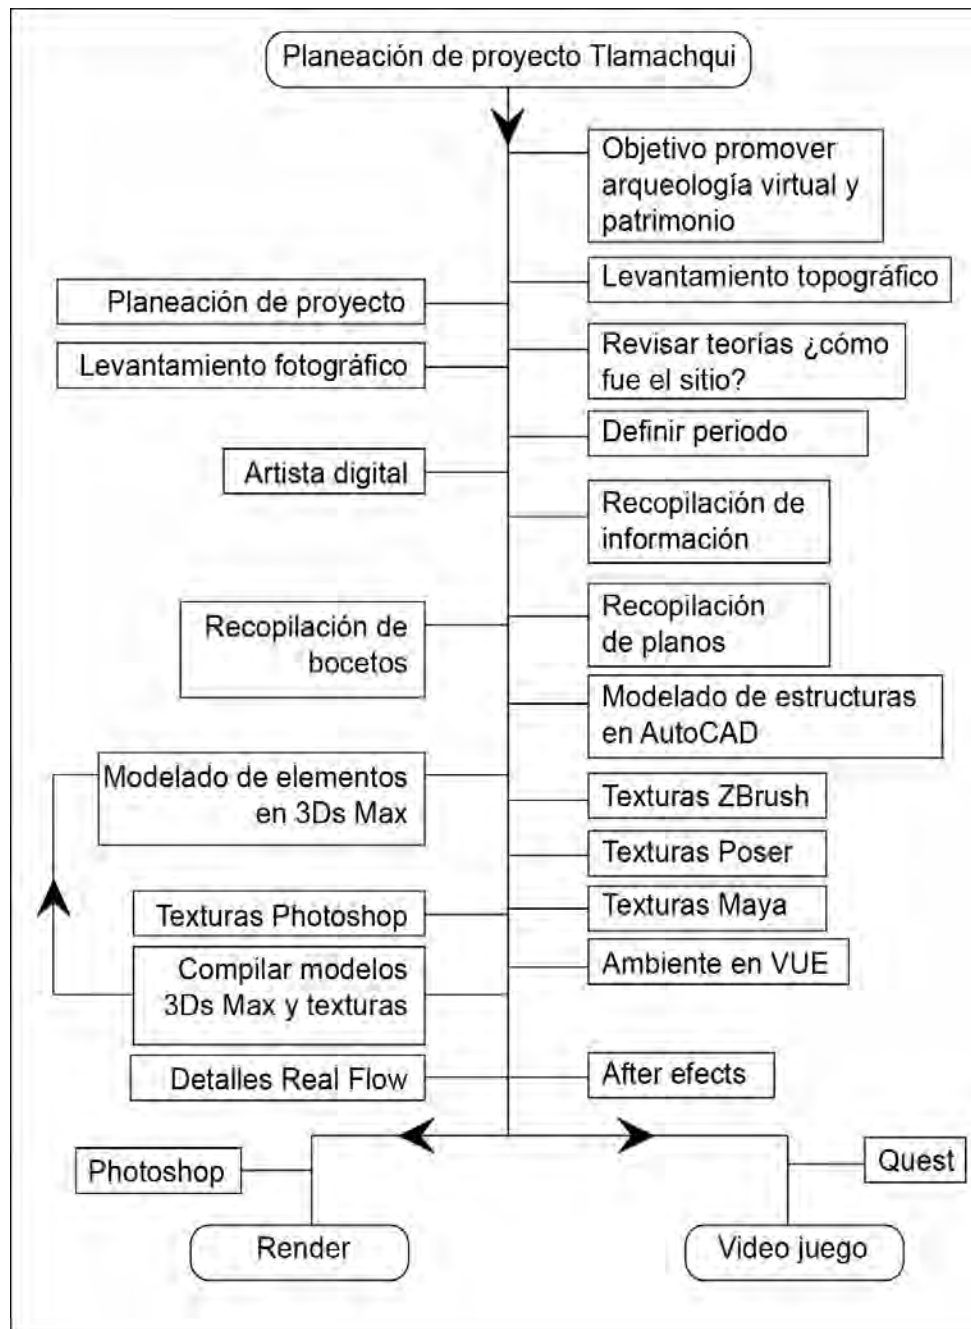 Planeación de proyecto Tlamachqui
Objetivo promover
arqueología virtual y
patrimonio
Levantamiento topográfico
Planeación de proyecto
Revisar teorías ¿cómo
fue el sitio?
Levantamiento fotográfico
Definir periodo
Artista digital
Recopilación de
información
Recopilación
de planos
Recopilación de
bocetos
Modelado de estructuras
en AutoCAD
Modelado de elementos
en 3Ds Max
Texturas ZBrush
Texturas Poser
Texturas Maya
Texturas Photoshop
Ambiente en VUE
Compilar modelos
3Ds Max y texturas
Detalles Real Flow
After efects
Photoshop
Quest
Render
Video juego